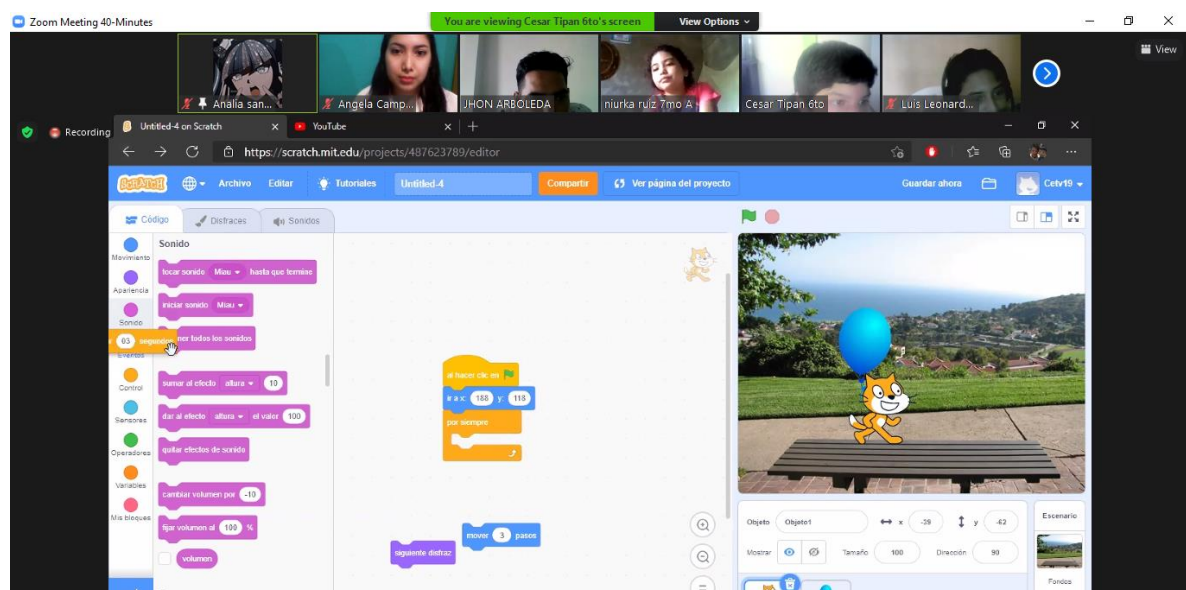 Zoom Meeting 40-Minutes
You are viewing Cesar Tipan 6to's screen
View Options
View
Analia san...
Angela Camp...
JHON ARBOLEDA
niurka ruiz 7mo A
Cesar Tipan 6to
Luis Leonard...
Recording
Untitled-4 on Scratch
YouTube
https://scratch.mit.edu/projects/487623789/editor
SCRATCH
Archivo
Editar
Tutoriales
Untitled-4
Compartir
Ver página del proyecto
Guardar ahora
Cetv19
Código
Disfraces
Sonidos
Movimiento
Apariencia
Sonido
Eventos
Control
Sensores
Operadores
Variables
Mis bloques
Sonido
tocar sonido Miau hasta que termine
iniciar sonido Miau
03 segundos
ner todos los sonidos
sumar al efecto altura 10
dar al efecto altura el valor 100
quitar efectos de sonido
cambiar volumen por -10
fijar volumen al 100 %
volumen
al hacer clic en
ir a x: 188 y: 118
por siempre
mover 3 pasos
siguiente disfraz
Objeto Objeto1 x -39 y -62
Mostrar Tamaño 100 Dirección 90
Escenario
Fondos